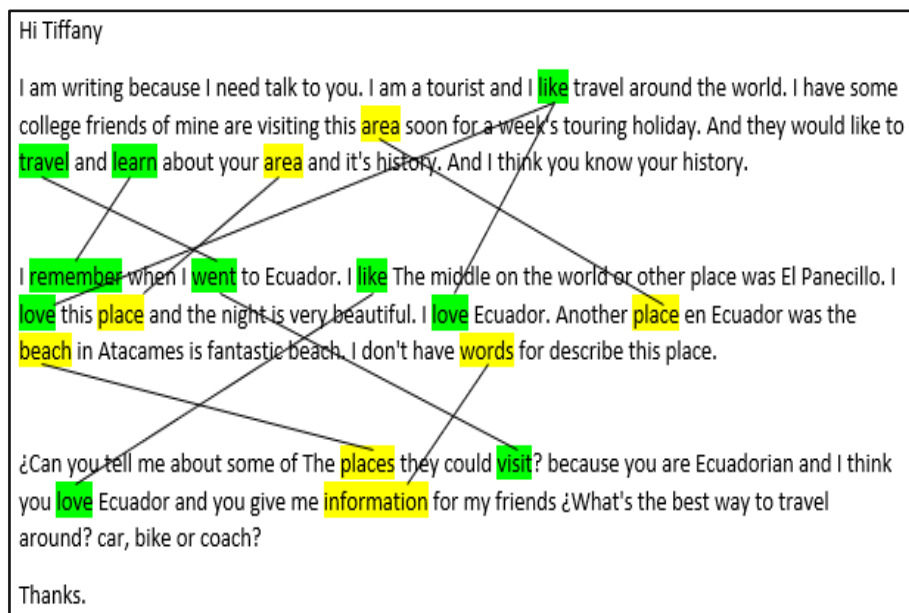 Hi Tiffany
I am writing because I need talk to you. I am a tourist and I like travel around the world. I have some
college friends of mine are visiting this area soon for a week's touring holiday. And they would like to
travel and learn about your area and it's history. And I think you know your history.
I remember when I went to Ecuador. I like The middle on the world or other place was El Panecillo. I
love this place and the night is very beautiful. I love Ecuador. Another place en Ecuador was the
beach in Atacames is fantastic beach. I don't have words for describe this place.
¿Can you tell me about some of The places they could visit? because you are Ecuadorian and I think
you love Ecuador and you give me information for my friends ¿What's the best way to travel
around? car, bike or coach?
Thanks.